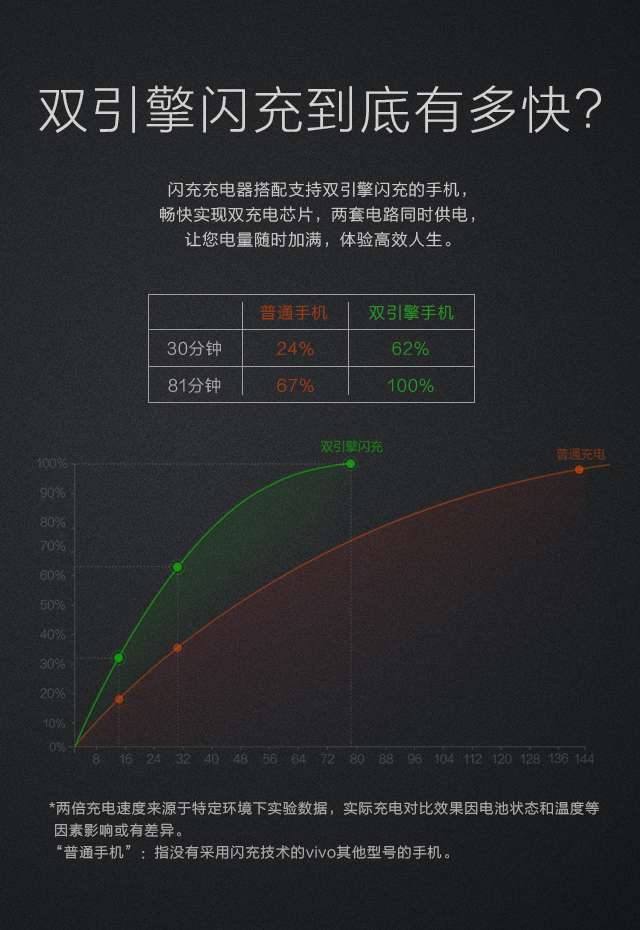 双引擎闪充到底有多快?
闪充充电器搭配支持双引擎闪充的手机，
畅快实现双充电芯片，两套电路同时供电，
让您电量随时加满，体验高效人生。
普通手机 双引擎手机
30分钟 24% 62%
81分钟 67% 100%
双引擎闪充
普通充电
100%
90%
80%
70%
60%
50%
40%
30%
20%
10%
0%
8 16 24 32 40 48 56 64 72 80 88 96 104 112 120 128 136 144
*两倍充电速度来源于特定环境下实验数据，实际充电对比效果因电池状态和温度等
因素影响或有差异。
“普通手机”：指没有采用闪充技术的vivo其他型号的手机。